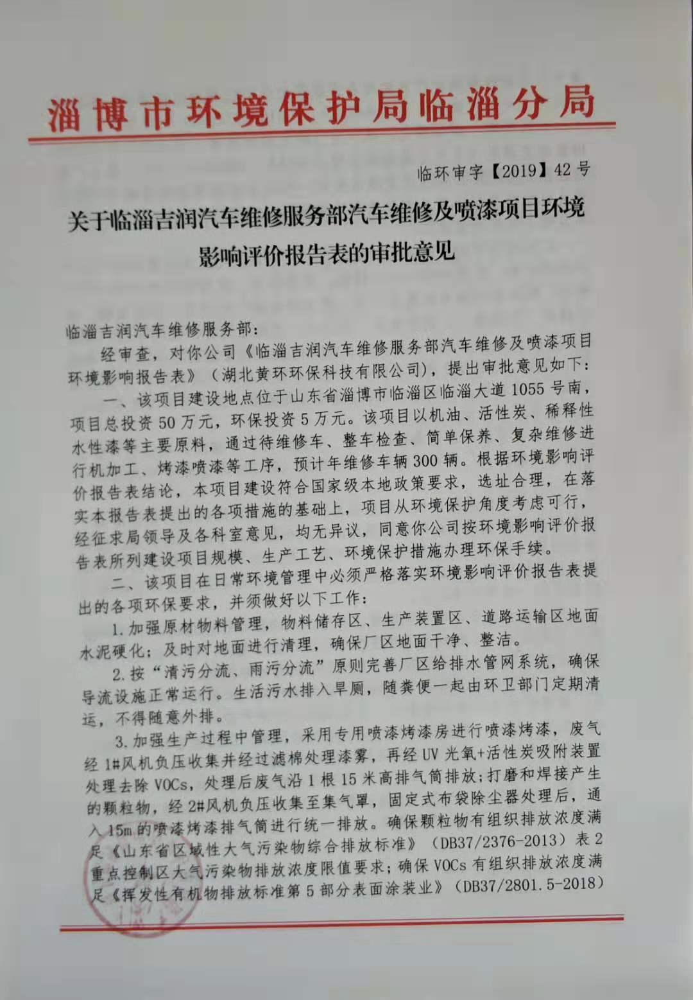 淄博市环境保护局临淄分局
临环审字【2019】42号
关于临淄吉润汽车维修服务部汽车维修及喷漆项目环境
影响评价报告表的审批意见
临淄吉润汽车维修服务部：
经审查，对你公司《临淄吉润汽车维修服务部汽车维修及喷漆项目
环境影响报告表》（湖北黄环环保科技有限公司)，提出审批意见如下：
一、该项目建设地点位于山东省淄博市临淄区临淄大道1055号南，
项目总投资50万元，环保投资5万元。该项目以机油、活性炭、稀释性
水性漆等主要原料，通过待维修车、整车检查、简单保养、复杂维修进
行机加工、烤漆喷漆等工序，预计年维修车辆300辆。根据环境影响评
价报告表结论，本项目建设符合国家级本地政策要求，选址合理，在落
实本报告表提出的各项措施的基础上，项目从环境保护角度考虑可行，
经征求局领导及各科室意见，均无异议，同意你公司按环境影响评价报
告表所列建设项目规模、生产工艺、环境保护措施办理环保手续。
二、该项目在日常环境管理中必须严格落实环境影响评价报告表提
出的各项环保要求，并须做好以下工作：
1.加强原材物料管理，物料储存区、生产装置区、道路运输区地面
水泥硬化；及时对地面进行清理，确保厂区地面干净、整洁。
2.按“清污分流、雨污分流”原则完善厂区给排水管网系统，确保
导流设施正常运行。生活污水排入旱厕，随粪便一起由环卫部门定期清
运，不得随意外排。
3.加强生产过程中管理，采用专用喷漆烤漆房进行喷漆烤漆，废气
经1#风机负压收集并经过滤棉处理漆雾，再经UV光氧+活性炭吸附装置
处理去除VOCs，处理后废气沿1根15米高排气筒排放;打磨和焊接产生
的颗粒物，经2#风机负压收集至集气罩，固定式布袋除尘器处理后，通
入15m的喷漆烤漆排气筒进行统一排放。确保颗粒物有组织排放浓度满
足《山东省区域性大气污染物综合排放标准》（DB37/2376-2013）表2
重点控制区大气污染物排放浓度限值要求；确保VOCs有组织排放浓度满
足《挥发性有机物排放标准第5部分表面涂装业》（DB37/2801.5-2018）